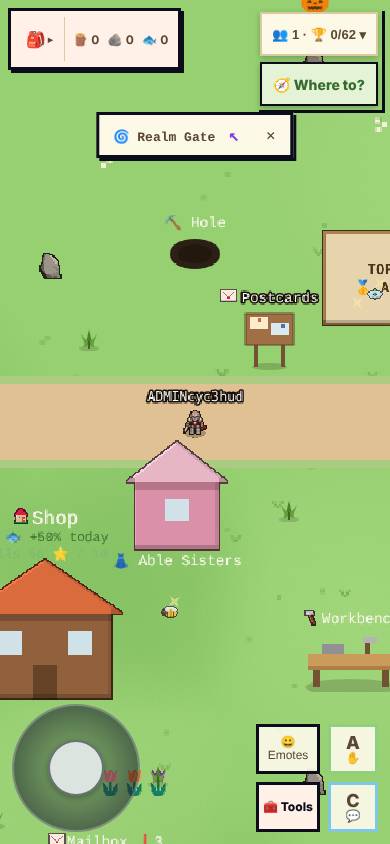 0 0 0
1 · 0/62
Where to?
Realm Gate ×
Hole
TOP
Postcards
ADMINcyc3hud
Shop
+50% today
Able Sisters
Workbenc
Emotes
A
Tools
C
Mailbox 3